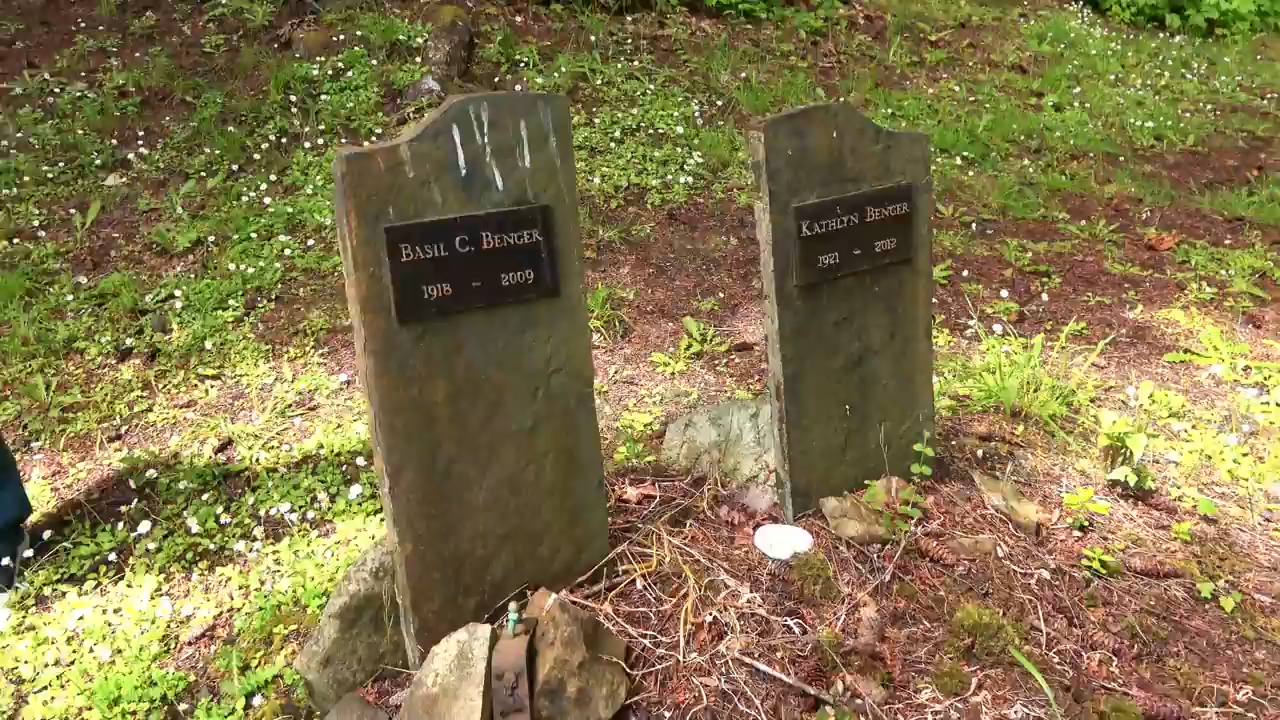 BASIL C. BENGER
1918 - 2009
KATHLYN BENGER
1921 - 2012